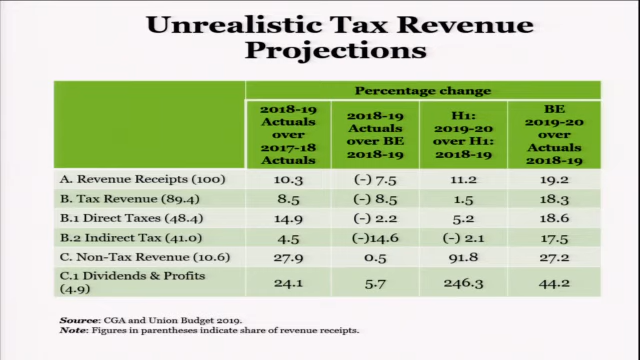 Unrealistic Tax Revenue
Projections
Percentage change
2018-19 Actuals over 2017-18 Actuals
2018-19 Actuals over BE 2018-19
H1: 2019-20 over H1: 2018-19
BE 2019-20 over Actuals 2018-19
A. Revenue Receipts (100) 10.3 (-) 7.5 11.2 19.2
B. Tax Revenue (89.4) 8.5 (-) 8.5 1.5 18.3
B.1 Direct Taxes (48.4) 14.9 (-) 2.2 5.2 18.6
B.2 Indirect Tax (41.0) 4.5 (-)14.6 (-) 2.1 17.5
C. Non-Tax Revenue (10.6) 27.9 0.5 91.8 27.2
C.1 Dividends & Profits (4.9) 24.1 5.7 246.3 44.2
Source: CGA and Union Budget 2019.
Note: Figures in parentheses indicate share of revenue receipts.